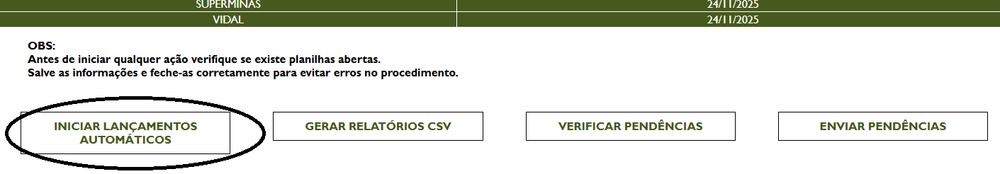 SUPERMINAS 24/11/2025
VIDAL 24/11/2025
OBS:
Antes de iniciar qualquer ação verifique se existe planilhas abertas.
Salve as informações e feche-as corretamente para evitar erros no procedimento.
INICIAR LANÇAMENTOS
AUTOMÁTICOS
GERAR RELATÓRIOS CSV
VERIFICAR PENDÊNCIAS
ENVIAR PENDÊNCIAS